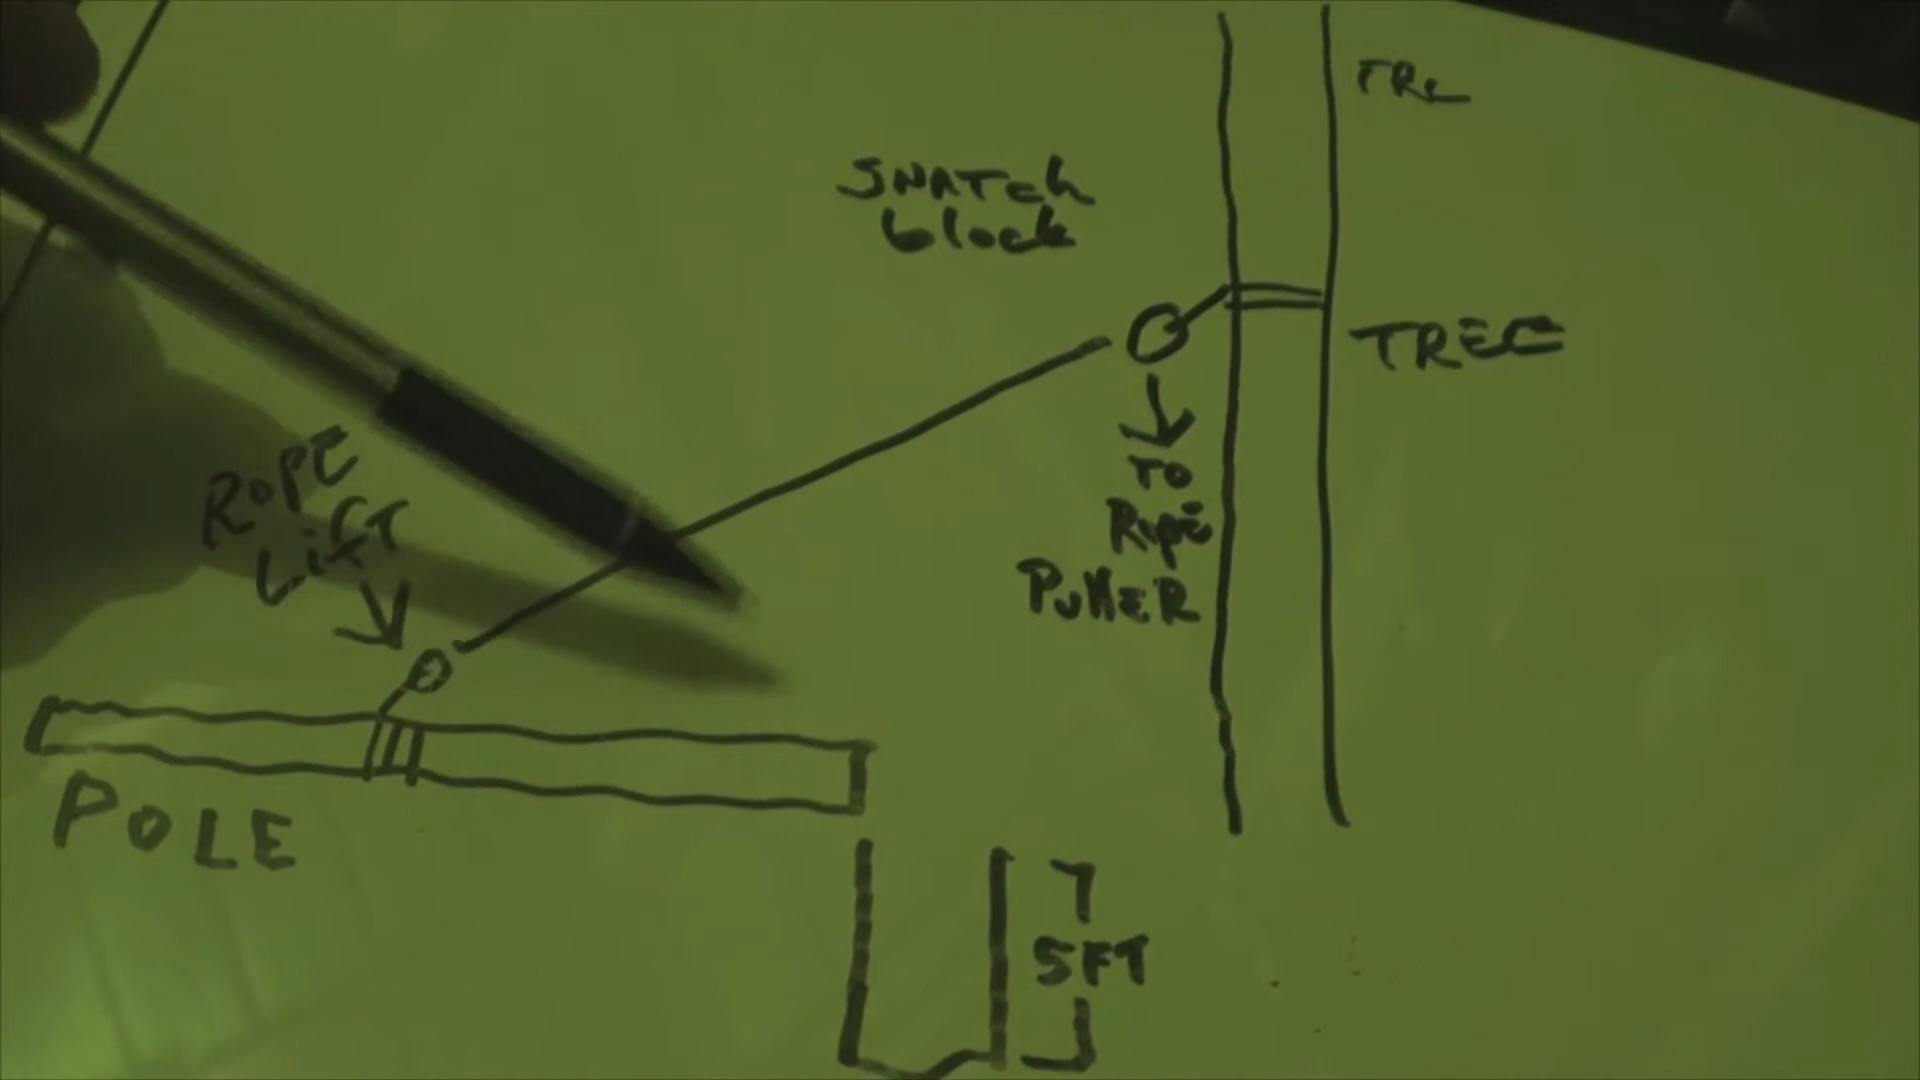 TRE
SNATch
block
TREE
ROPE
LifT
TO
RopE
PullER
POLE
5FT